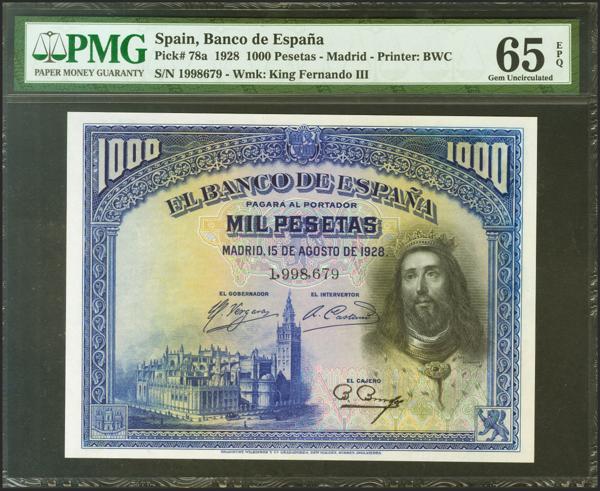 PMG
PAPER MONEY GUARANTY
Spain, Banco de España
Pick# 78a 1928 1000 Pesetas - Madrid - Printer: BWC
S/N 1998679 - Wmk: King Fernando III
65 EPQ
Gem Uncirculated
1000 1000
EL BANCO DE ESPAÑA
PAGARÁ AL PORTADOR
MIL PESETAS
MADRID, 15 DE AGOSTO DE 1928
1,998,679
EL GOBERNADOR EL INTERVENTOR
EL CAJERO